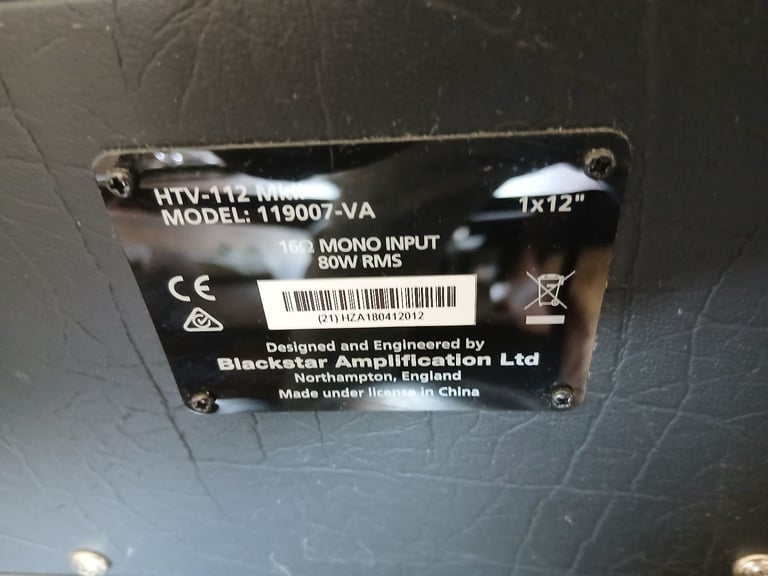 HTV-112 MkII
1x12"
MODEL: 119007-VA
16Ω MONO INPUT
80W RMS
CE
(21) HZA180412012
Designed and Engineered by
Blackstar Amplification Ltd
Northampton, England
Made under license in China